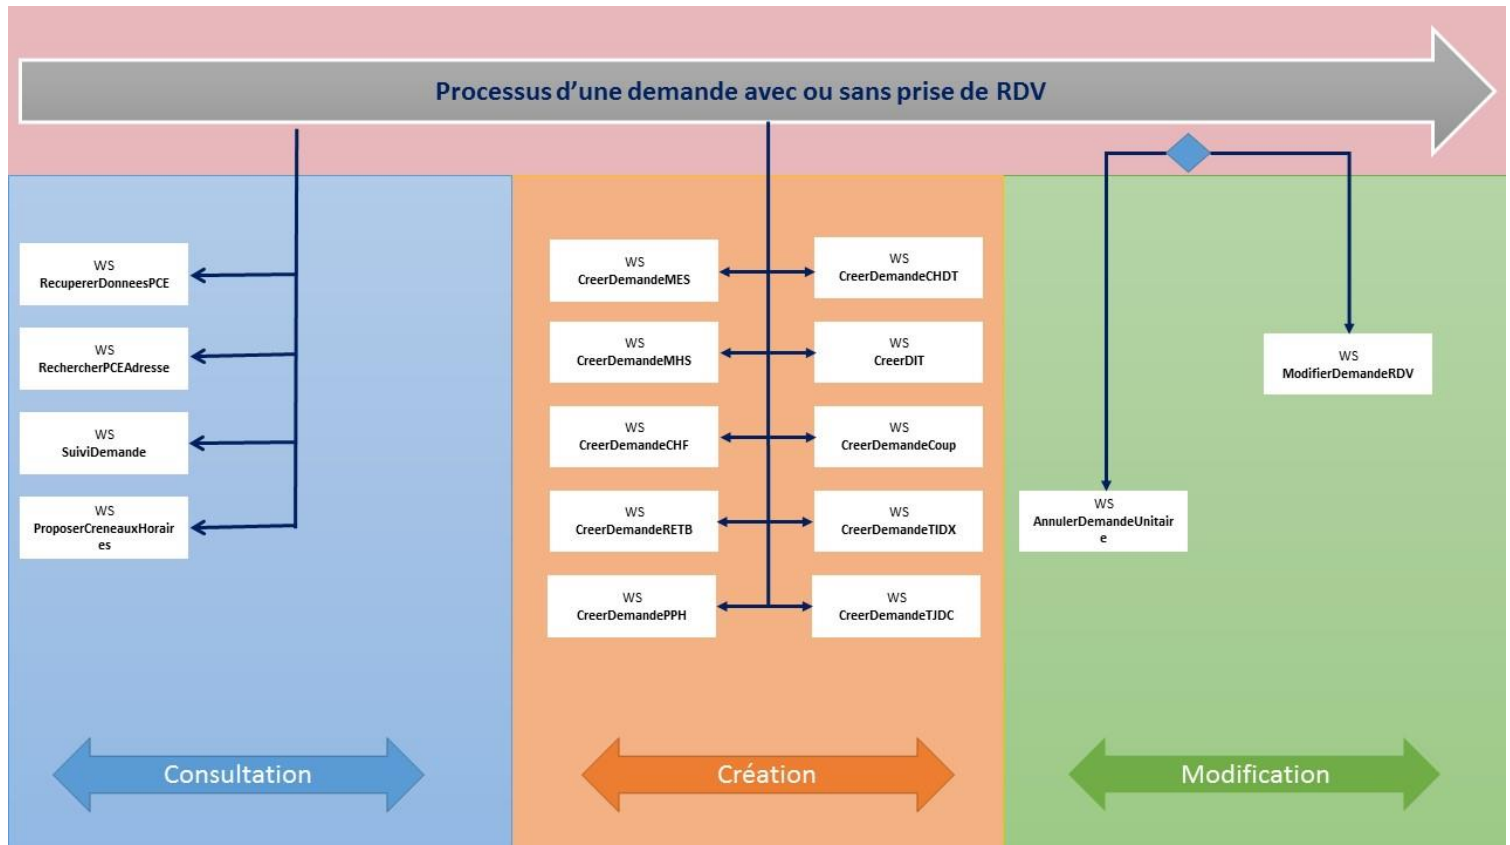 Processus d’une demande avec ou sans prise de RDV
WS
RecupererDonneesPCE
WS
RechercherPCEAdresse
WS
SuiviDemande
WS
ProposerCreneauxHorair
es
WS
CreerDemandeMES
WS
CreerDemandeCHDT
WS
CreerDemandeMHS
WS
CreerDIT
WS
CreerDemandeCHF
WS
CreerDemandeCoup
WS
CreerDemandeRETB
WS
CreerDemandeTIDX
WS
CreerDemandePPH
WS
CreerDemandeTJDC
WS
ModifierDemandeRDV
WS
AnnulerDemandeUnitair
e
Consultation
Création
Modification